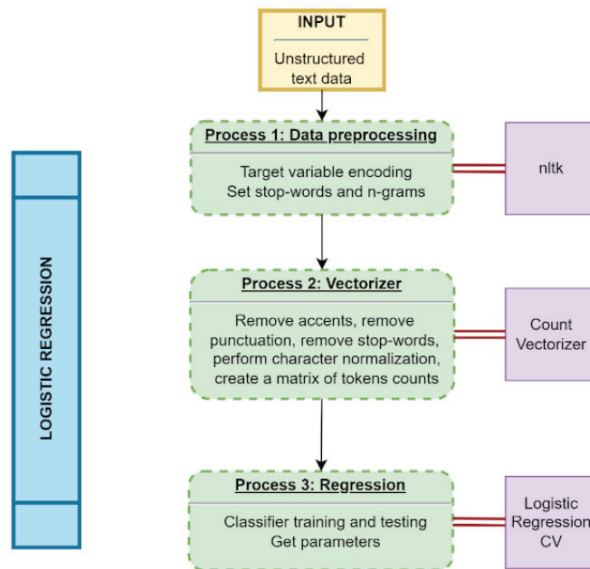 INPUT
Unstructured
text data
Process 1: Data preprocessing
Target variable encoding
Set stop-words and n-grams
nltk
LOGISTIC REGRESSION
Process 2: Vectorizer
Remove accents, remove
punctuation, remove stop-words,
perform character normalization,
create a matrix of tokens counts
Count
Vectorizer
Process 3: Regression
Classifier training and testing
Get parameters
Logistic
Regression
CV